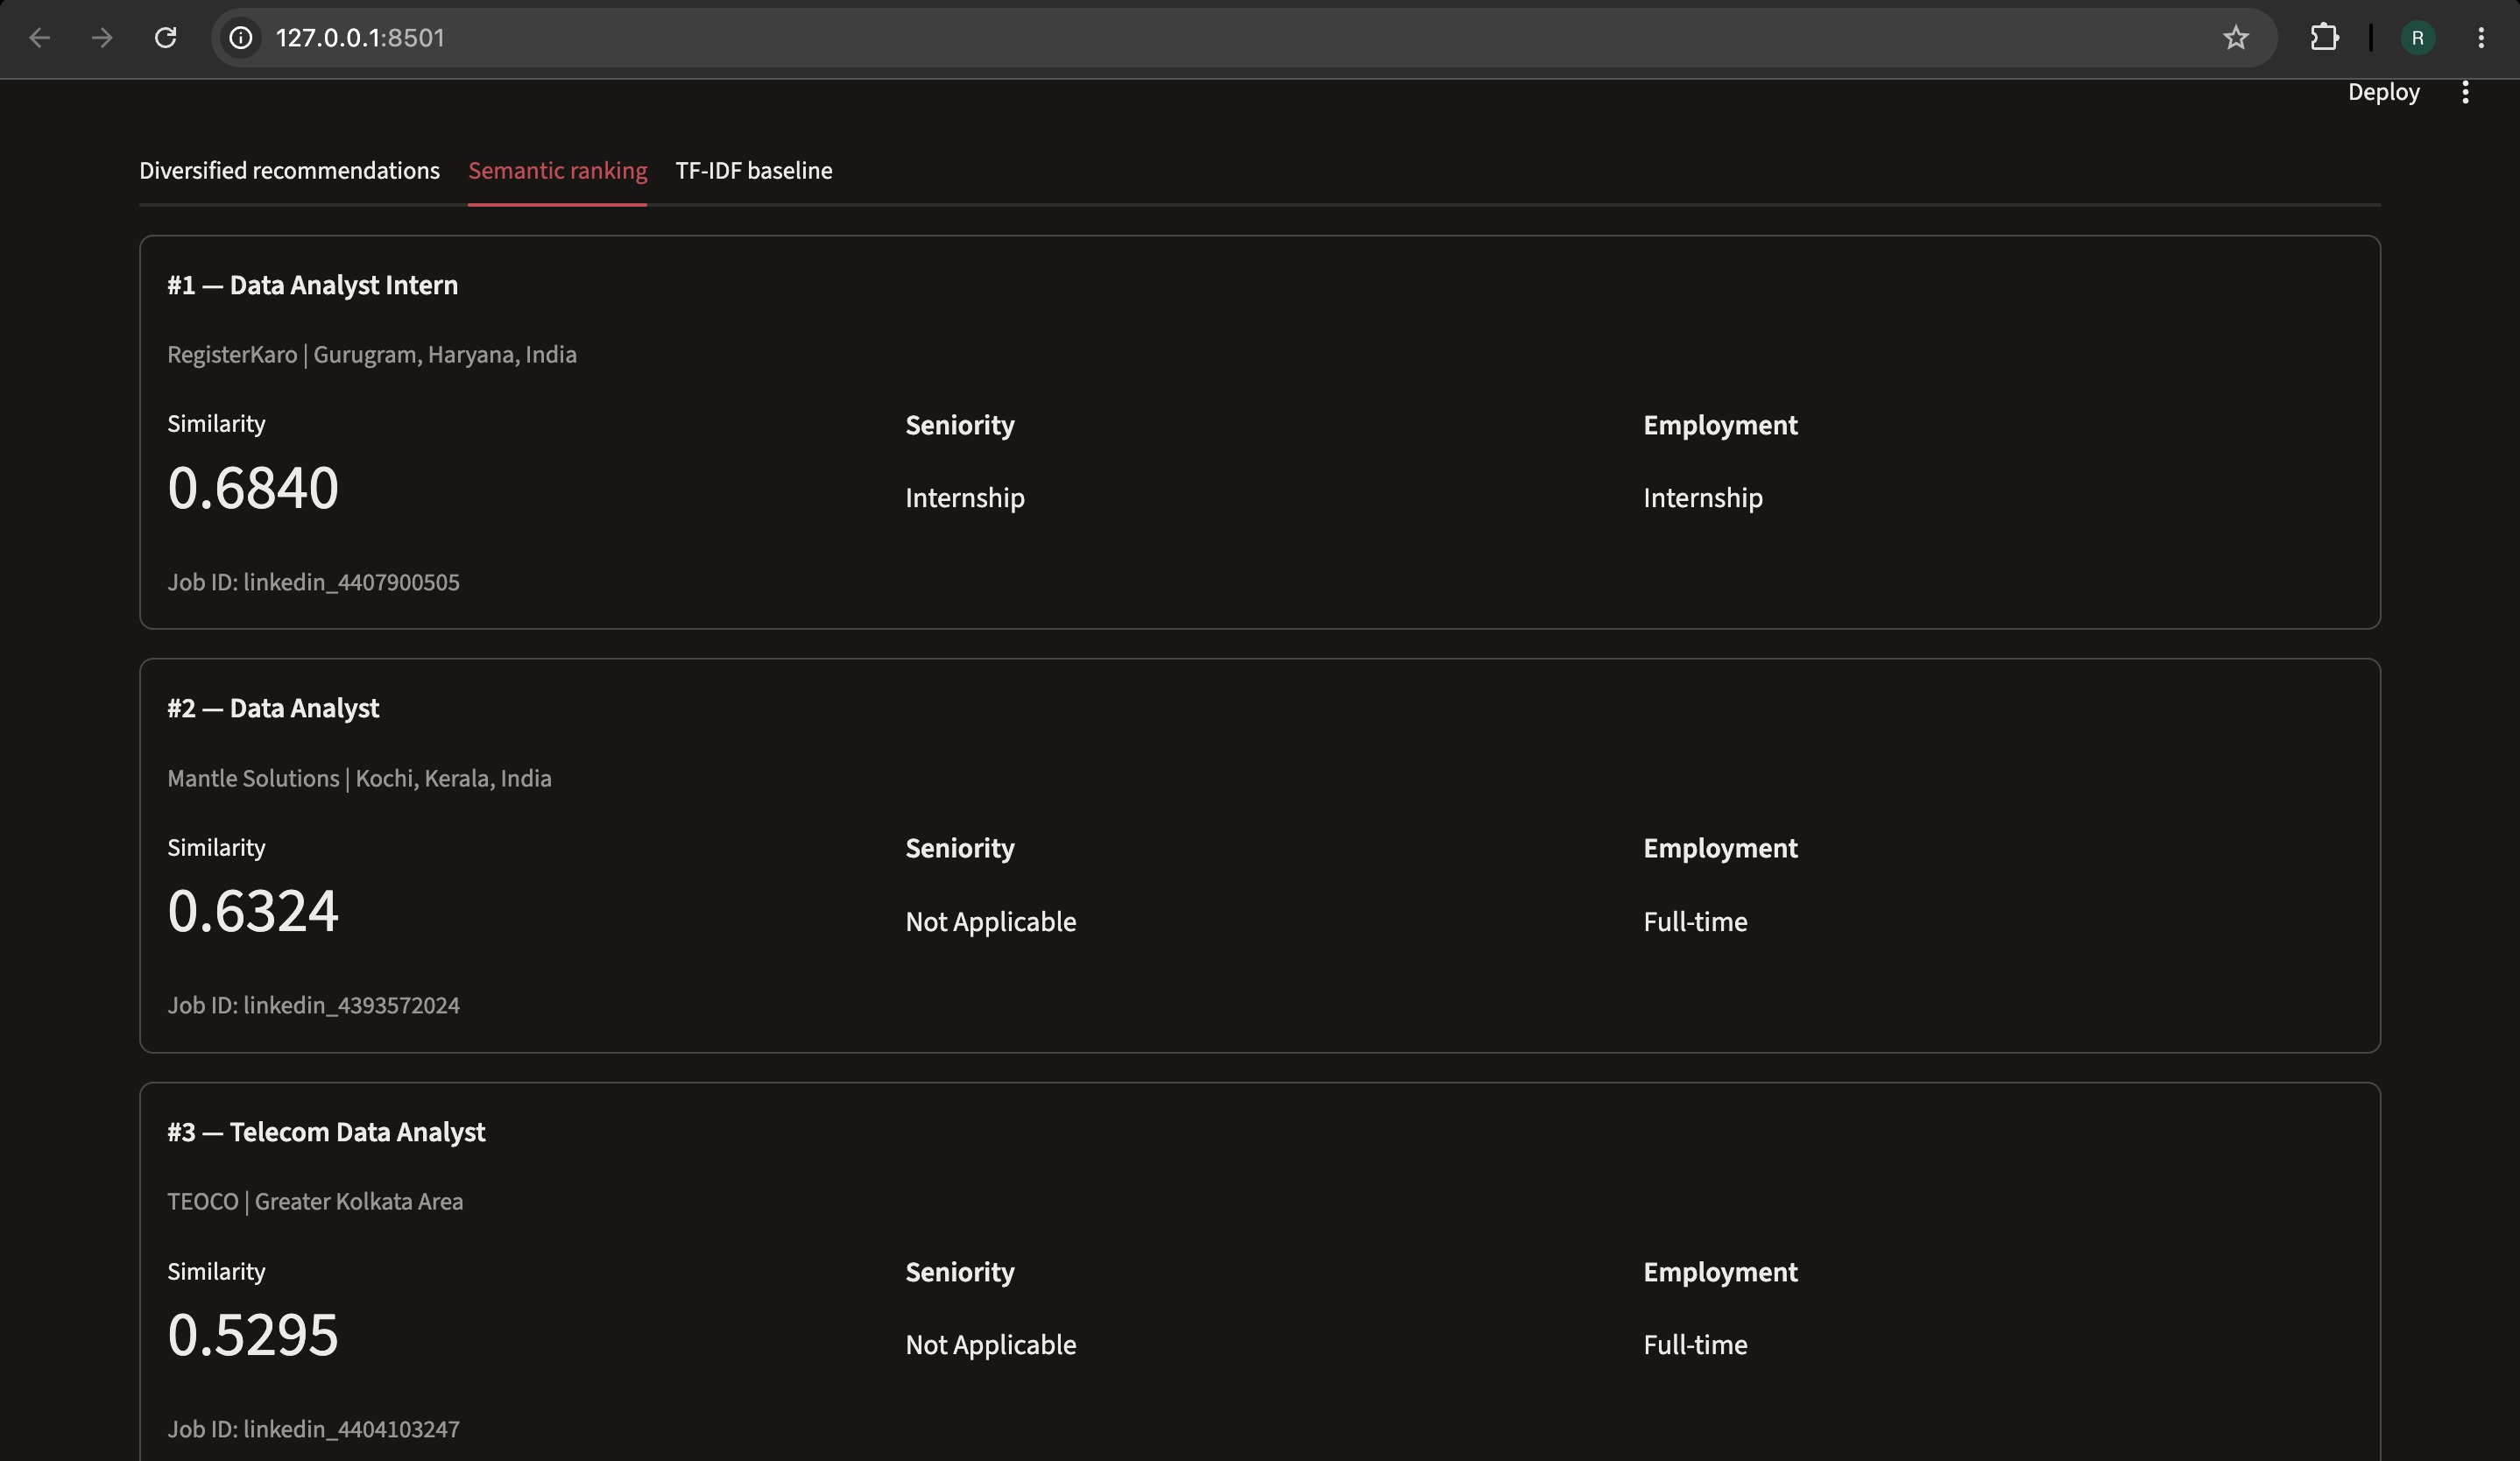 127.0.0.1:8501
R
Deploy
Diversified recommendations Semantic ranking TF-IDF baseline
#1 — Data Analyst Intern
RegisterKaro | Gurugram, Haryana, India
Similarity Seniority Employment
0.6840 Internship Internship
Job ID: linkedin_4407900505
#2 — Data Analyst
Mantle Solutions | Kochi, Kerala, India
Similarity Seniority Employment
0.6324 Not Applicable Full-time
Job ID: linkedin_4393572024
#3 — Telecom Data Analyst
TEOCO | Greater Kolkata Area
Similarity Seniority Employment
0.5295 Not Applicable Full-time
Job ID: linkedin_4404103247